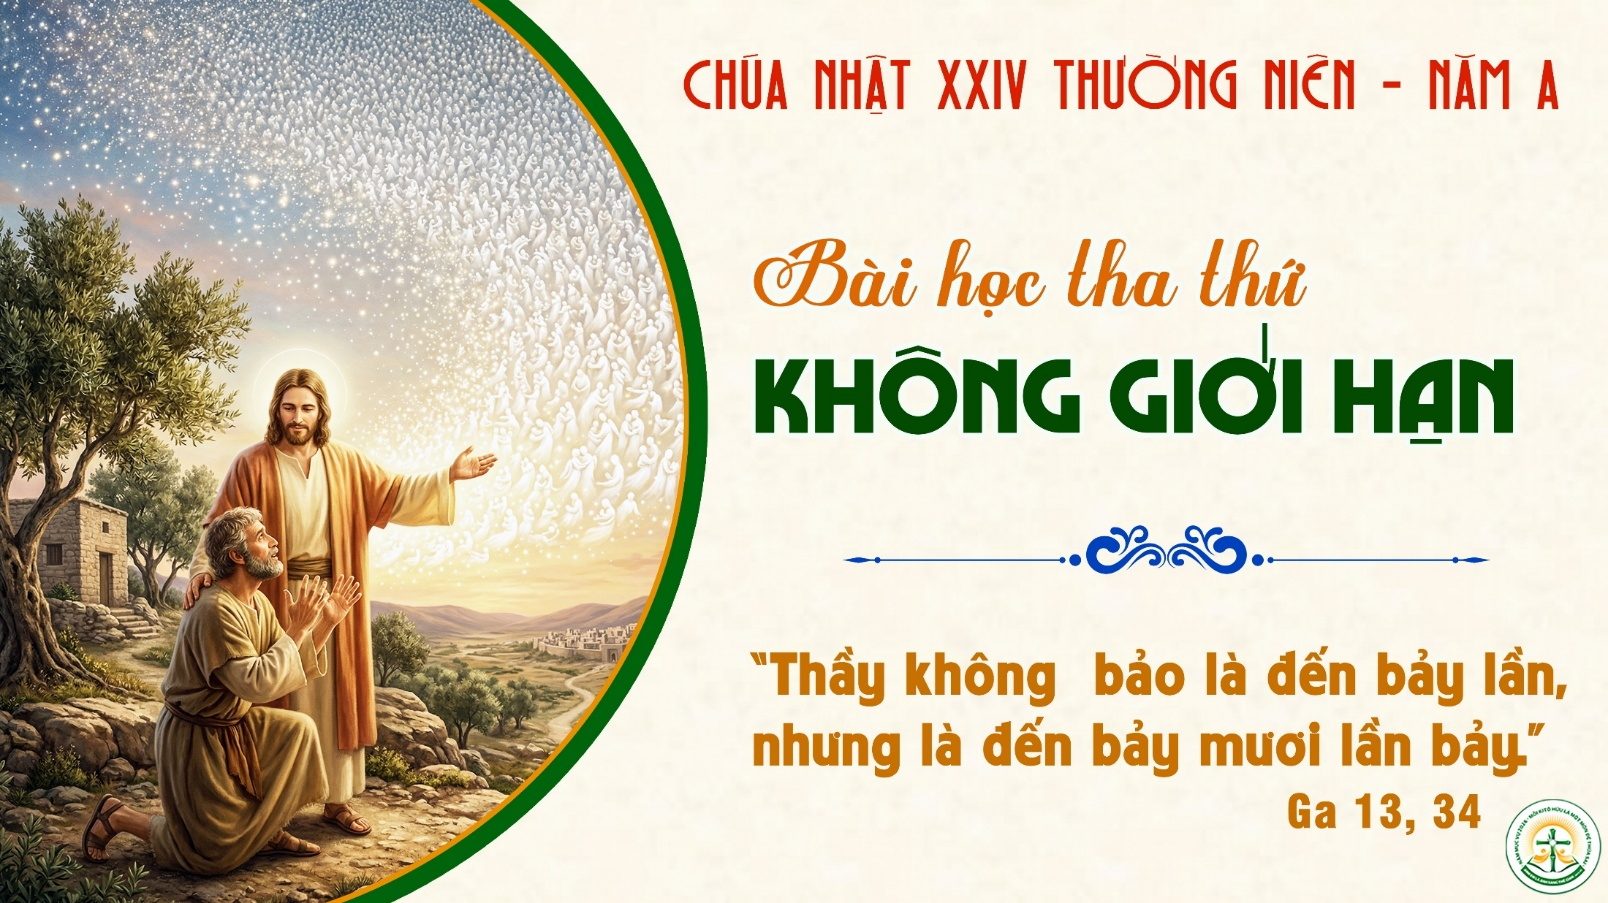 CHÚA NHẬT XXIV THƯỜNG NIÊN - NĂM A
Bài học tha thứ
KHÔNG GIỚI HẠN
“Thầy không bảo là đến bảy lần,
nhưng là đến bảy mươi lần bảy.”
Ga 13, 34